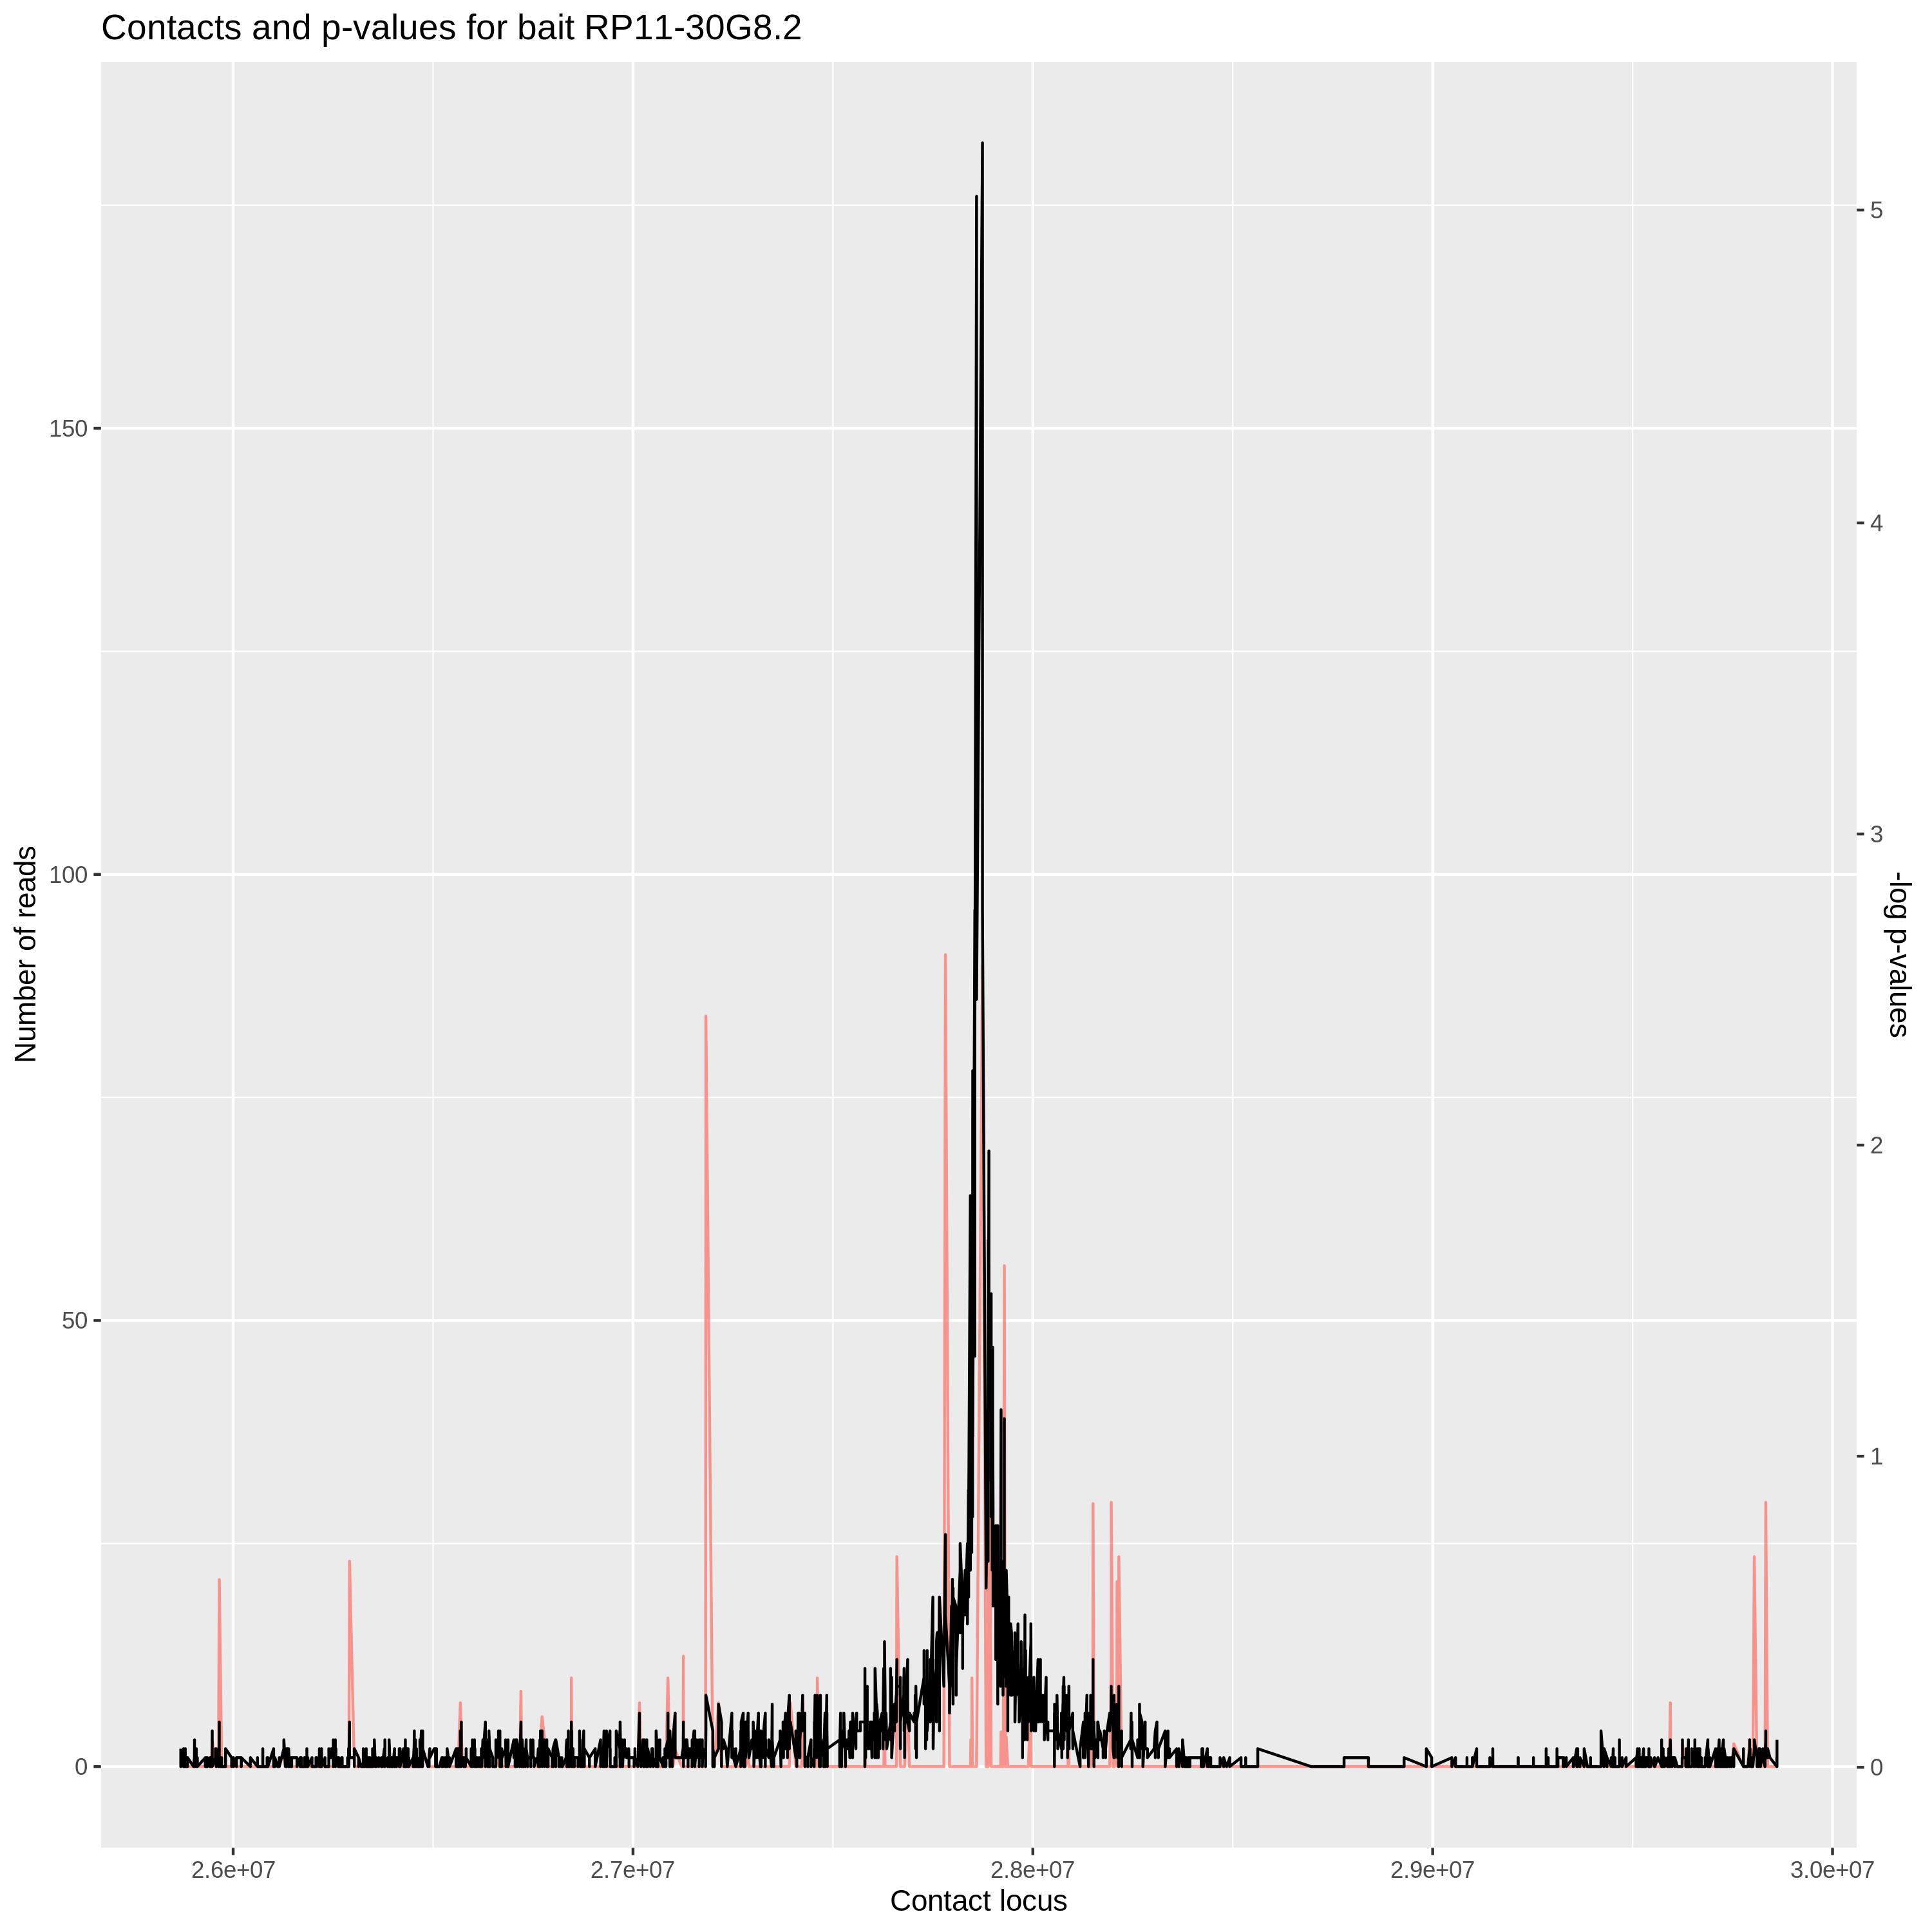 Contacts and p-values for bait RP11-30G8.2
Number of reads
150
100
50
0
5
4
3
2
1
0
-log p-values
2.6e+07
2.7e+07
2.8e+07
2.9e+07
3.0e+07
Contact locus